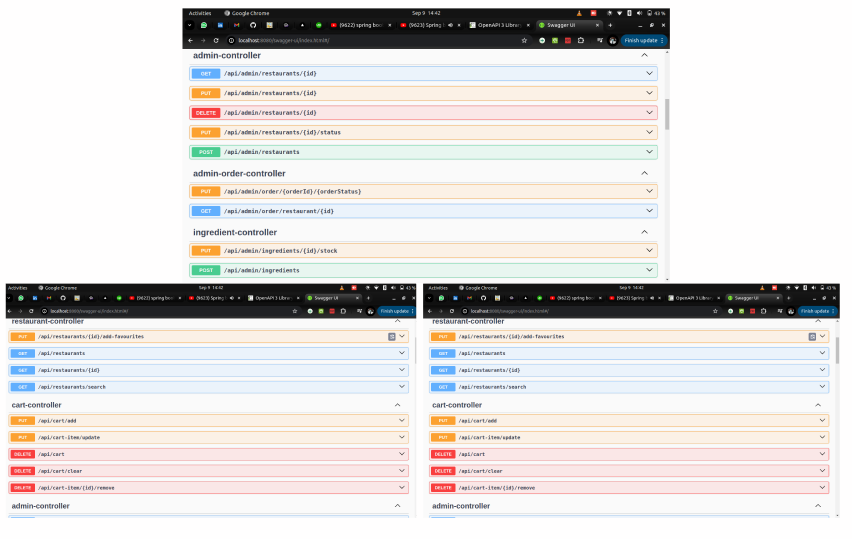 Activities Google Chrome Sep 9 14:42 43 %
(9622) spring boo (9623) Spring OpenAPI 3 Librar Swagger UI
localhost:8080/swagger-ui/index.html#/ Finish update
admin-controller
GET /api/admin/restaurants/{id}
PUT /api/admin/restaurants/{id}
DELETE /api/admin/restaurants/{id}
PUT /api/admin/restaurants/{id}/status
POST /api/admin/restaurants
admin-order-controller
PUT /api/admin/order/{orderId}/{orderStatus}
GET /api/admin/order/restaurant/{id}
ingredient-controller
PUT /api/admin/ingredients/{id}/stock
POST /api/admin/ingredients
Activities Google Chrome Sep 9 14:42 43 %
(9622) spring boo (9623) Spring OpenAPI 3 Librar Swagger UI
localhost:8080/swagger-ui/index.html#/ Finish update
restaurant-controller
PUT /api/restaurants/{id}/add-favourites
GET /api/restaurants
GET /api/restaurants/{id}
GET /api/restaurants/search
cart-controller
PUT /api/cart/add
PUT /api/cart-item/update
DELETE /api/cart
DELETE /api/cart/clear
DELETE /api/cart-item/{id}/remove
admin-controller
Activities Google Chrome Sep 9 14:42 43 %
(9622) spring boo (9623) Spring OpenAPI 3 Librar Swagger UI
localhost:8080/swagger-ui/index.html#/ Finish update
restaurant-controller
PUT /api/restaurants/{id}/add-favourites
GET /api/restaurants
GET /api/restaurants/{id}
GET /api/restaurants/search
cart-controller
PUT /api/cart/add
PUT /api/cart-item/update
DELETE /api/cart
DELETE /api/cart/clear
DELETE /api/cart-item/{id}/remove
admin-controller